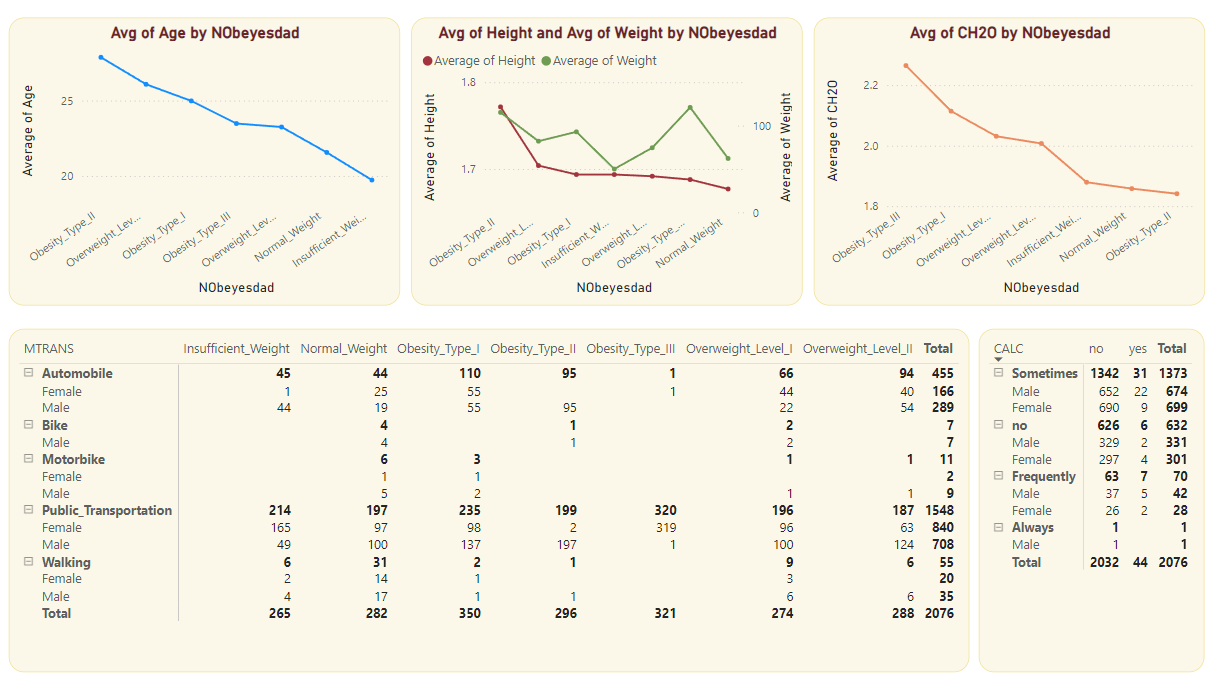 Avg of Age by NObeyesdad
Average of Age
25
20
Obesity_Type_II
Overweight_Lev...
Obesity_Type_I
Obesity_Type_III
Overweight_Lev...
Normal_Weight
Insufficient_Wei...
NObeyesdad
Avg of Height and Avg of Weight by NObeyesdad
Average of Height Average of Weight
Average of Height
1.8
1.7
Average of Weight
100
0
Obesity_Type_II
Overweight_L...
Obesity_Type_I
Insufficient_W...
Overweight_L...
Obesity_Type_...
Normal_Weight
NObeyesdad
Avg of CH2O by NObeyesdad
Average of CH2O
2.2
2.0
1.8
Obesity_Type_III
Obesity_Type_I
Overweight_Lev...
Overweight_Lev...
Insufficient_Wei...
Normal_Weight
Obesity_Type_II
NObeyesdad
MTRANS Insufficient_Weight Normal_Weight Obesity_Type_I Obesity_Type_II Obesity_Type_III Overweight_Level_I Overweight_Level_II Total
Automobile 45 44 110 95 1 66 94 455
Female 1 25 55 1 44 40 166
Male 44 19 55 95 22 54 289
Bike 4 1 2 7
Male 4 1 2 7
Motorbike 6 3 1 1 11
Female 1 1 2
Male 5 2 1 1 9
Public_Transportation 214 197 235 199 320 196 187 1548
Female 165 97 98 2 319 96 63 840
Male 49 100 137 197 1 100 124 708
Walking 6 31 2 1 9 6 55
Female 2 14 1 3 20
Male 4 17 1 1 6 6 35
Total 265 282 350 296 321 274 288 2076
CALC no yes Total
Sometimes 1342 31 1373
Male 652 22 674
Female 690 9 699
no 626 6 632
Male 329 2 331
Female 297 4 301
Frequently 63 7 70
Male 37 5 42
Female 26 2 28
Always 1 1
Male 1 1
Total 2032 44 2076